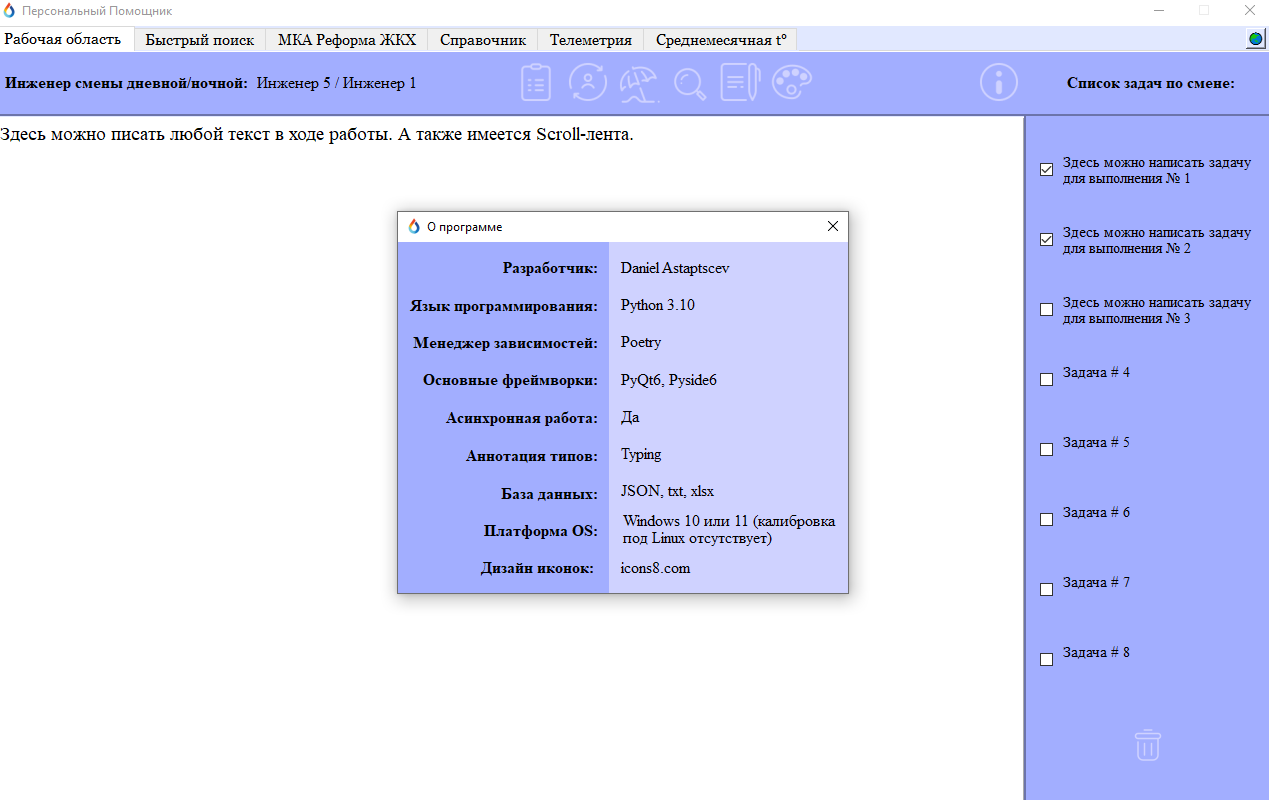 Персональный Помощник
Рабочая область Быстрый поиск МКА Реформа ЖКХ Справочник Телеметрия Среднемесячная t°
Инженер смены дневной/ночной: Инженер 5 / Инженер 1 Список задач по смене:
Здесь можно писать любой текст в ходе работы. А также имеется Scroll-лента.
О программе
Разработчик: Daniel Astaptscev
Язык программирования: Python 3.10
Менеджер зависимостей: Poetry
Основные фреймворки: PyQt6, Pyside6
Асинхронная работа: Да
Аннотация типов: Typing
База данных: JSON, txt, xlsx
Платформа OS: Windows 10 или 11 (калибровка
под Linux отсутствует)
Дизайн иконок: icons8.com
Здесь можно написать задачу
для выполнения № 1
Здесь можно написать задачу
для выполнения № 2
Здесь можно написать задачу
для выполнения № 3
Задача # 4
Задача # 5
Задача # 6
Задача # 7
Задача # 8